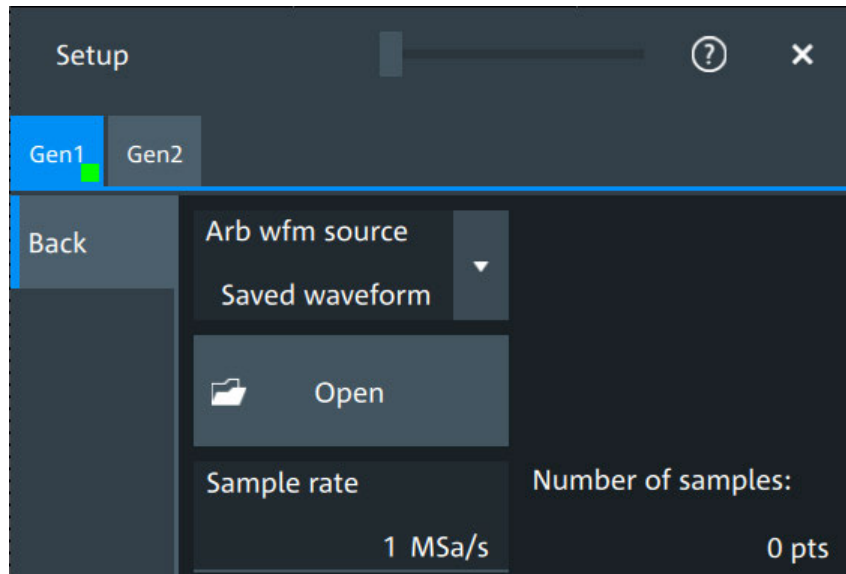 Setup
Gen1 Gen2
Back
Arb wfm source
Saved waveform
Open
Sample rate
Number of samples:
1 MSa/s
0 pts